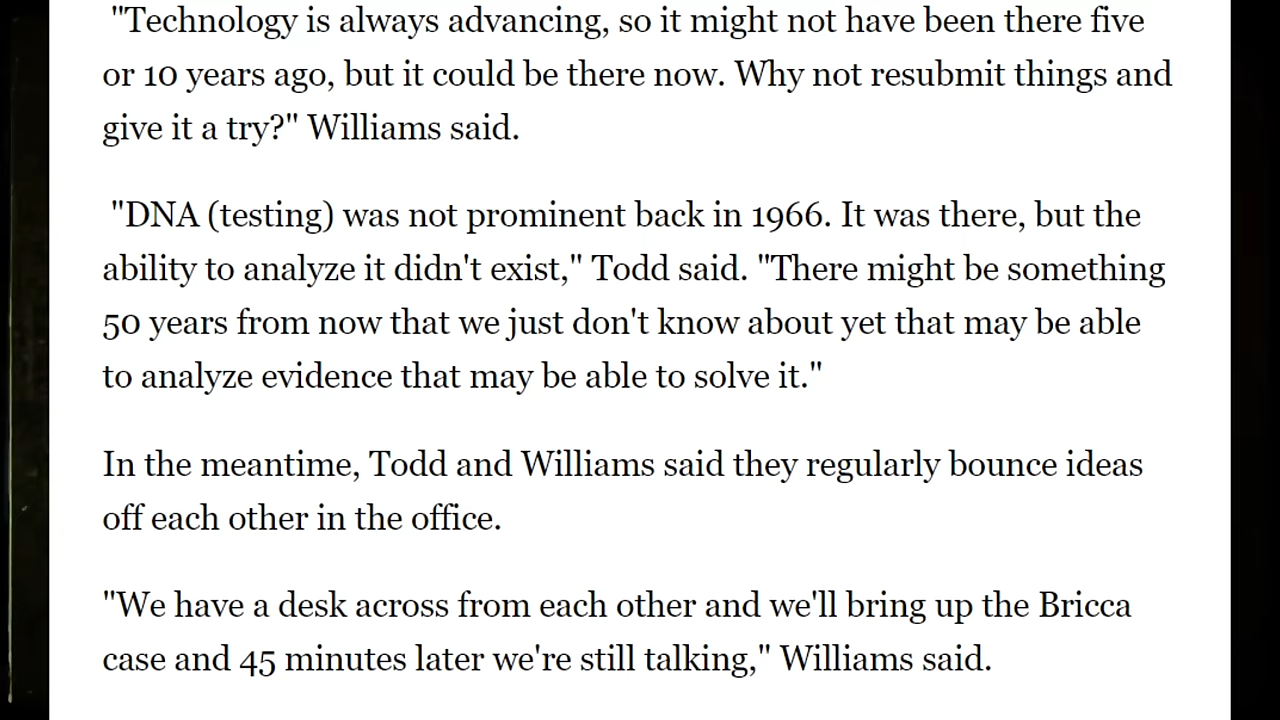 "Technology is always advancing, so it might not have been there five
or 10 years ago, but it could be there now. Why not resubmit things and
give it a try?" Williams said.
"DNA (testing) was not prominent back in 1966. It was there, but the
ability to analyze it didn't exist," Todd said. "There might be something
50 years from now that we just don't know about yet that may be able
to analyze evidence that may be able to solve it."
In the meantime, Todd and Williams said they regularly bounce ideas
off each other in the office.
"We have a desk across from each other and we'll bring up the Bricca
case and 45 minutes later we're still talking," Williams said.